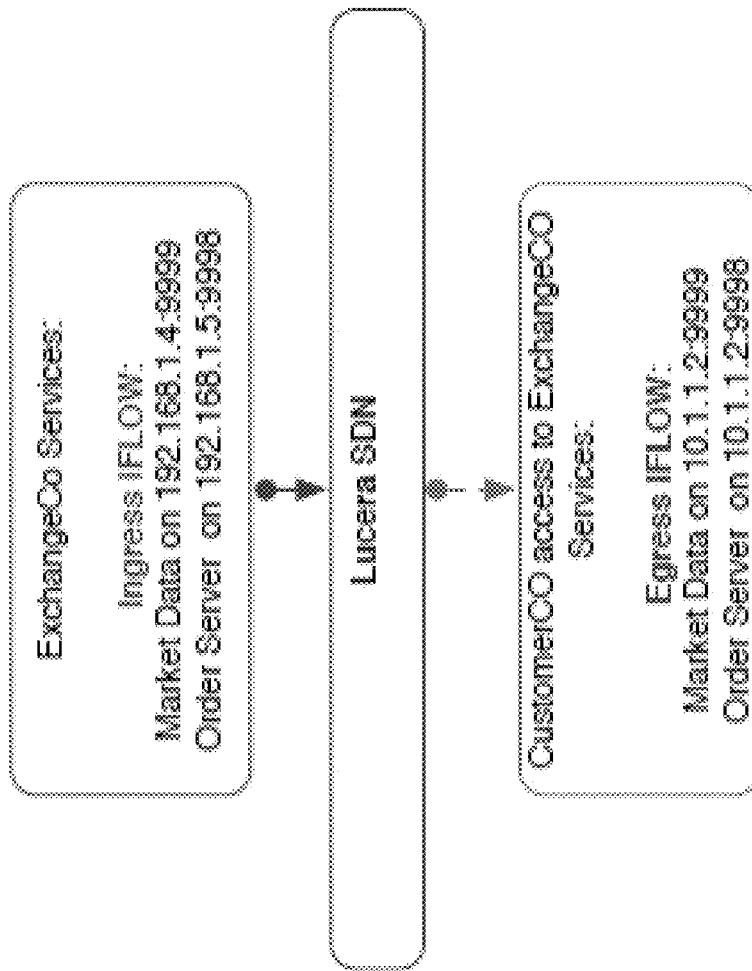 ExchangeCo Services:
Ingress IFLOW:
Market Data on 192.168.1.4:9999
Order Server on 192.168.1.5:9998
Lucera SDN
CustomerCO access to ExchangeCO
Services:
Egress IFLOW:
Market Data on 10.1.1.2:9999
Order Server on 10.1.1.2:9998